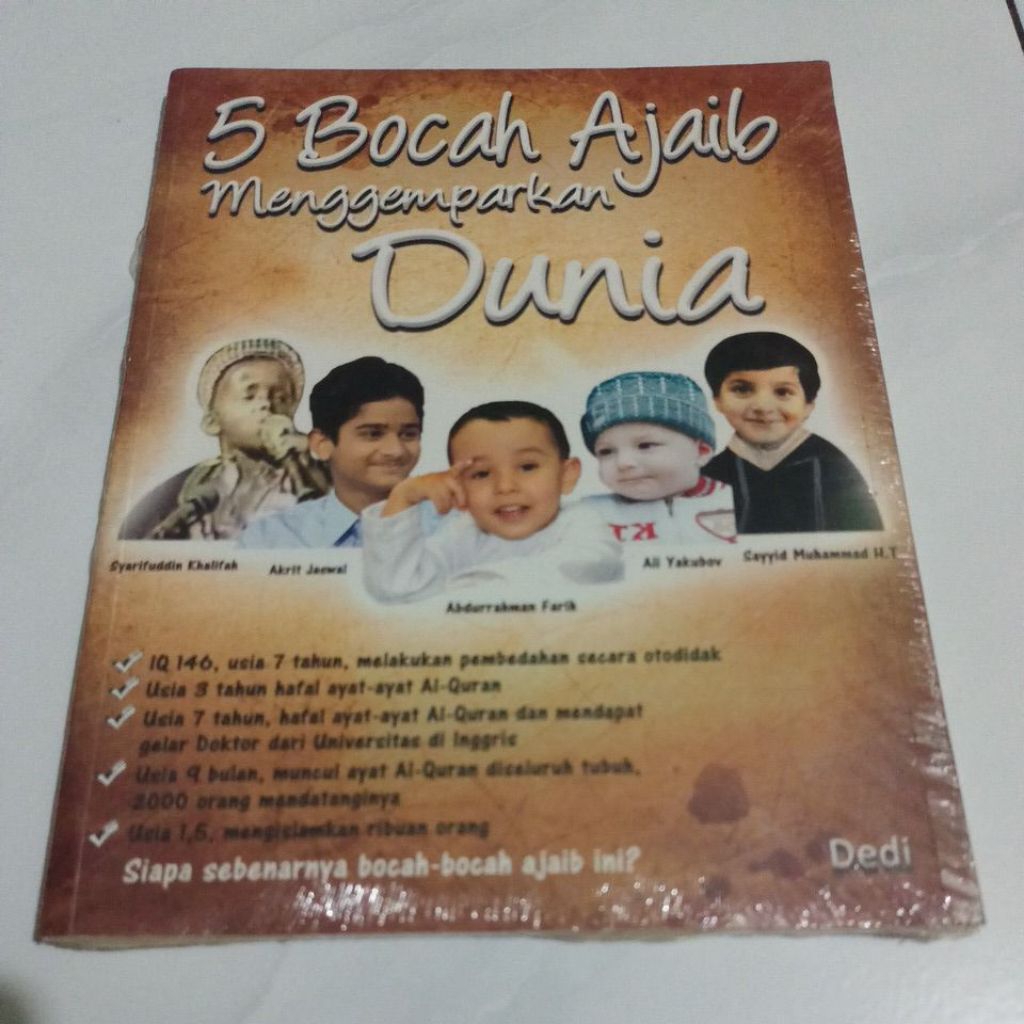 5 Bocah Ajaib
Menggemparkan
Dunia
Syarifuddin Khalifah
Akrit Jaswal
Abdurrahman Farih
Ali Yakubov
Sayyid Muhammad H.T
IQ 146, usia 7 tahun, melakukan pembedahan secara otodidak
Usia 3 tahun hafal ayat-ayat Al-Quran
Usia 7 tahun, hafal ayat-ayat Al-Quran dan mendapat
gelar Doktor dari Universitas di Inggris
Usia 9 bulan, muncul ayat Al-Quran diseluruh tubuh,
2000 orang mendatanginya
Usia 1,5, mengislamkan ribuan orang
Siapa sebenarnya bocah-bocah ajaib ini?
Dedi